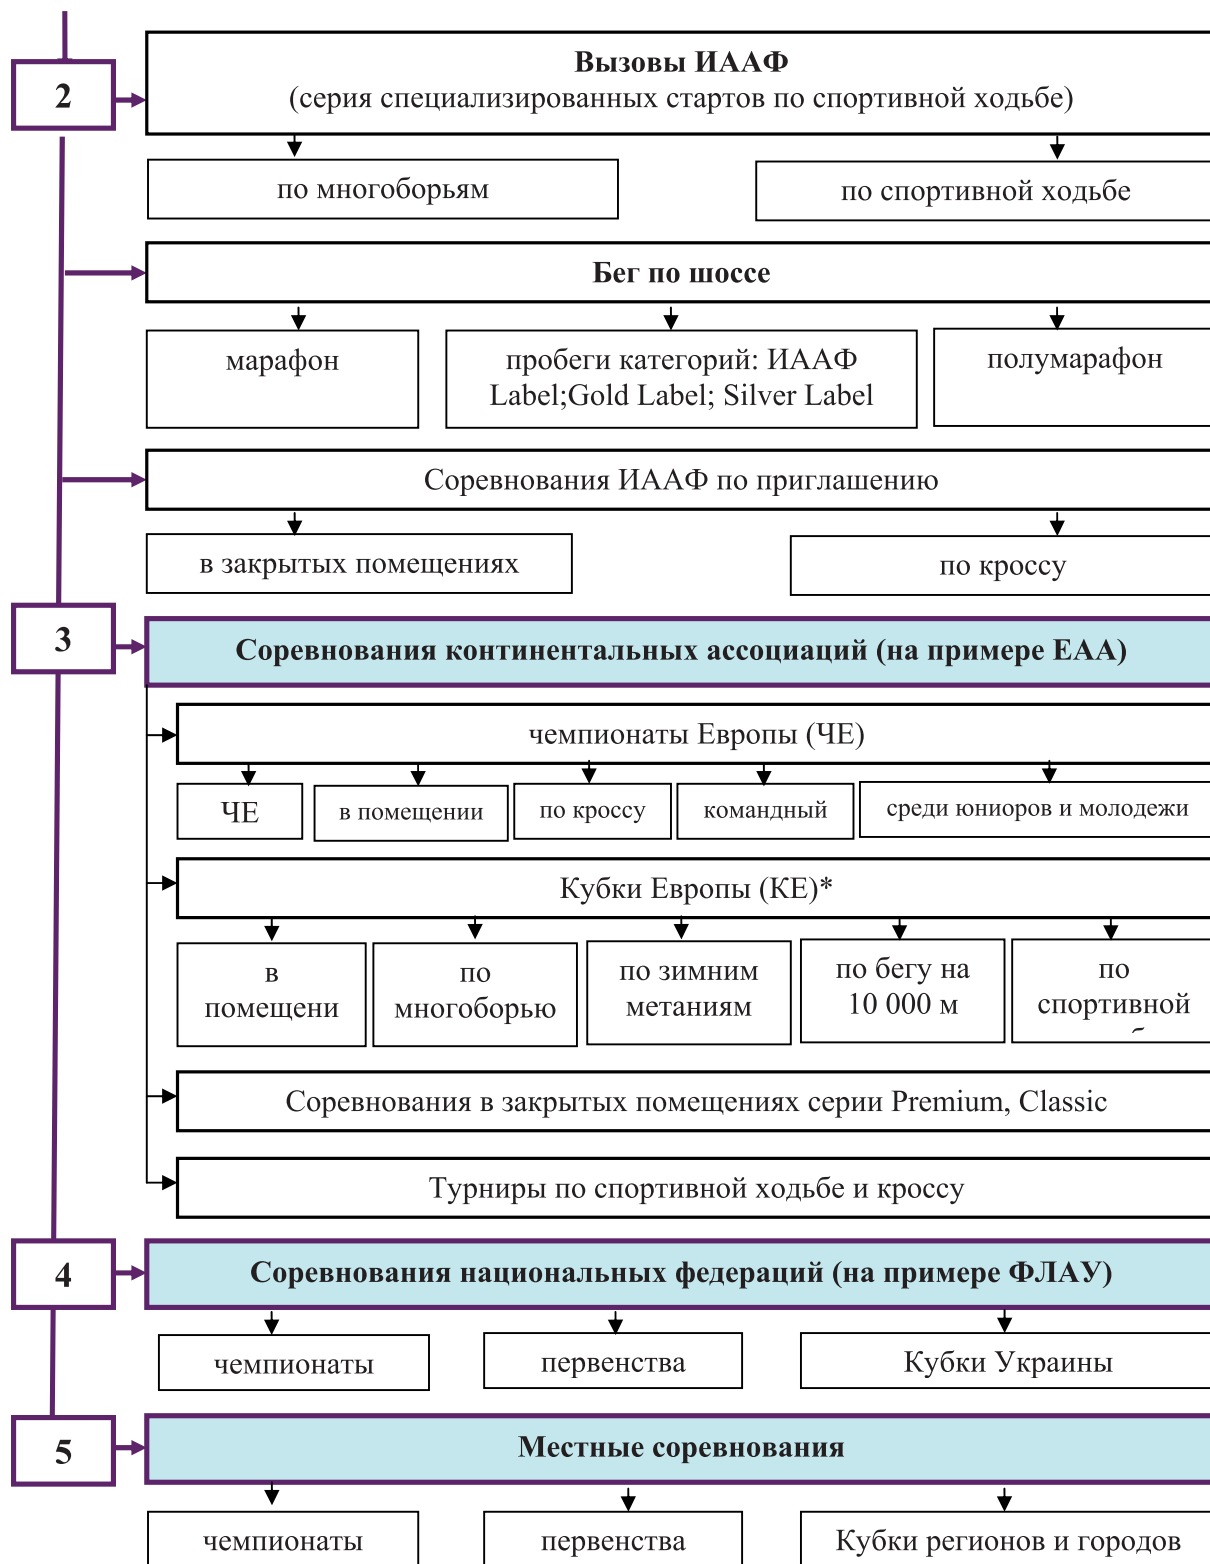 2
Вызовы ИААФ
(серия специализированных стартов по спортивной ходьбе)
по многоборьям
по спортивной ходьбе
Бег по шоссе
марафон
пробеги категорий: ИААФ
Label;Gold Label; Silver Label
полумарафон
Соревнования ИААФ по приглашению
в закрытых помещениях
по кроссу
3
Соревнования континентальных ассоциаций (на примере ЕАА)
чемпионаты Европы (ЧЕ)
ЧЕ
в помещении
по кроссу
командный
среди юниоров и молодежи
Кубки Европы (КЕ)*
в
помещени
по
многоборью
по зимним
метаниям
по бегу на
10 000 м
по
спортивной
Соревнования в закрытых помещениях серии Premium, Classic
Турниры по спортивной ходьбе и кроссу
4
Соревнования национальных федераций (на примере ФЛАУ)
чемпионаты
первенства
Кубки Украины
5
Местные соревнования
чемпионаты
первенства
Кубки регионов и городов